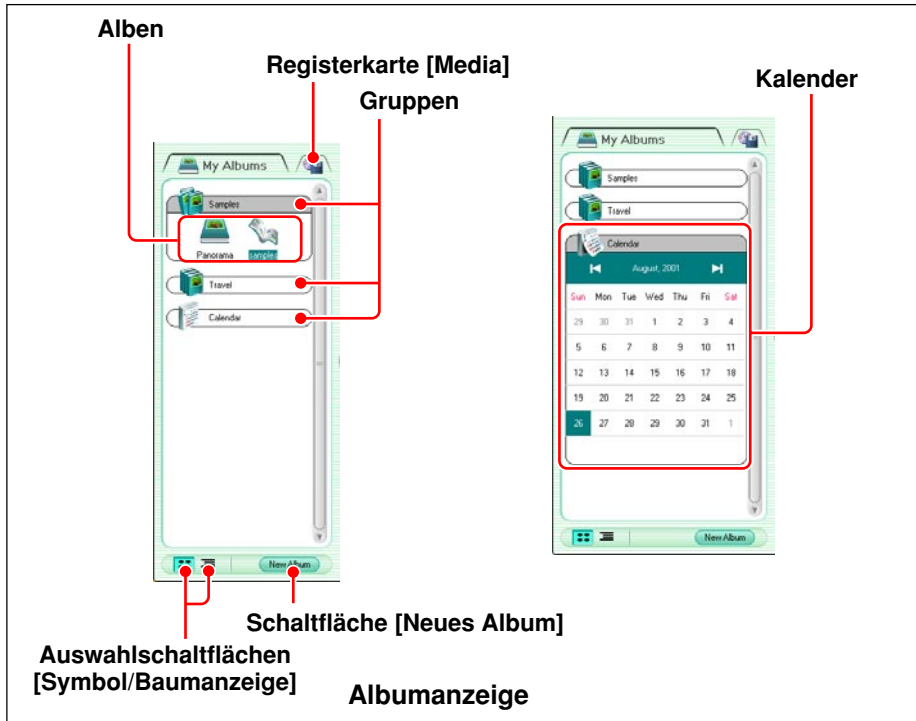 Alben
Registerkarte [Media]
Gruppen
Kalender
My Albums
Samples
Panorama samples
Travel
Calendar
New Album
My Albums
Samples
Travel
Calendar
August, 2001
Sun Mon Tue Wed Thu Fri Sat
29 30 31 1 2 3 4
5 6 7 8 9 10 11
12 13 14 15 16 17 18
19 20 21 22 23 24 25
26 27 28 29 30 31 1
New Album
Schaltfläche [Neues Album]
Auswahlschaltflächen
[Symbol/Baumanzeige]
Albumanzeige